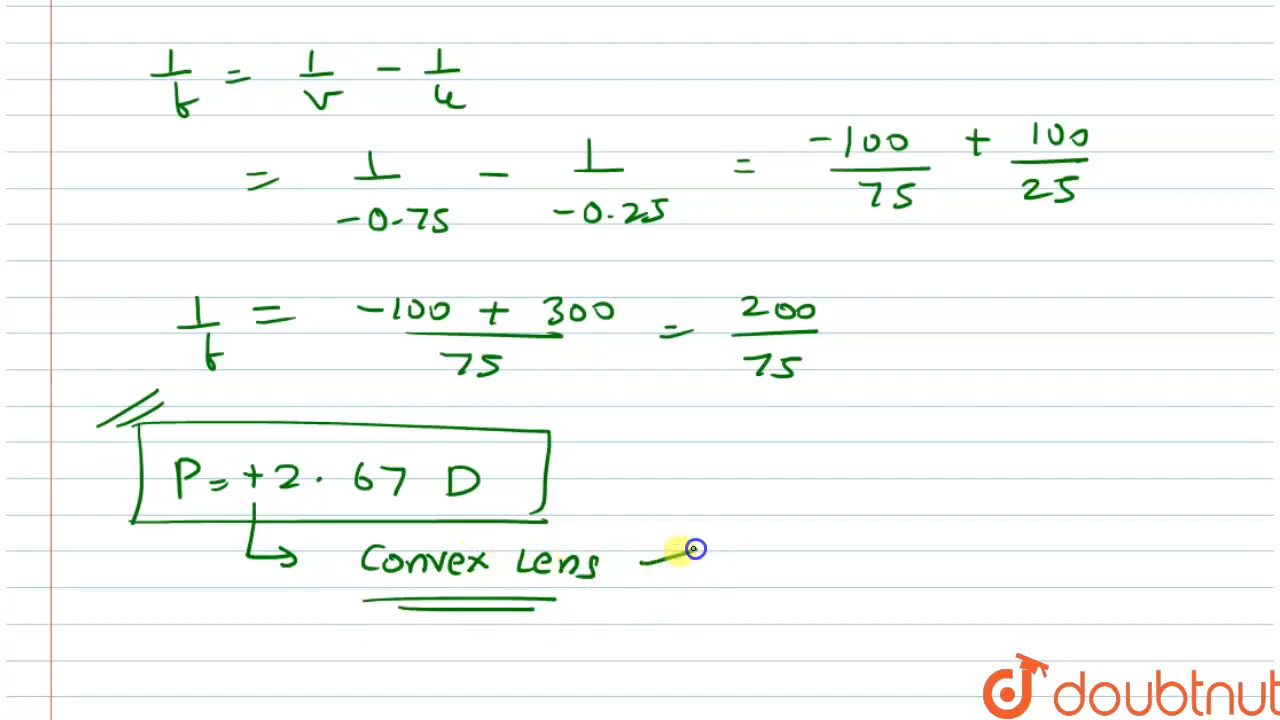 1/f = 1/v - 1/u
= 1/-0.75 - 1/-0.25 = -100/75 + 100/25
1/f = -100 + 300/75 = 200/75
P = +2.67 D
Convex Lens
doubtnut